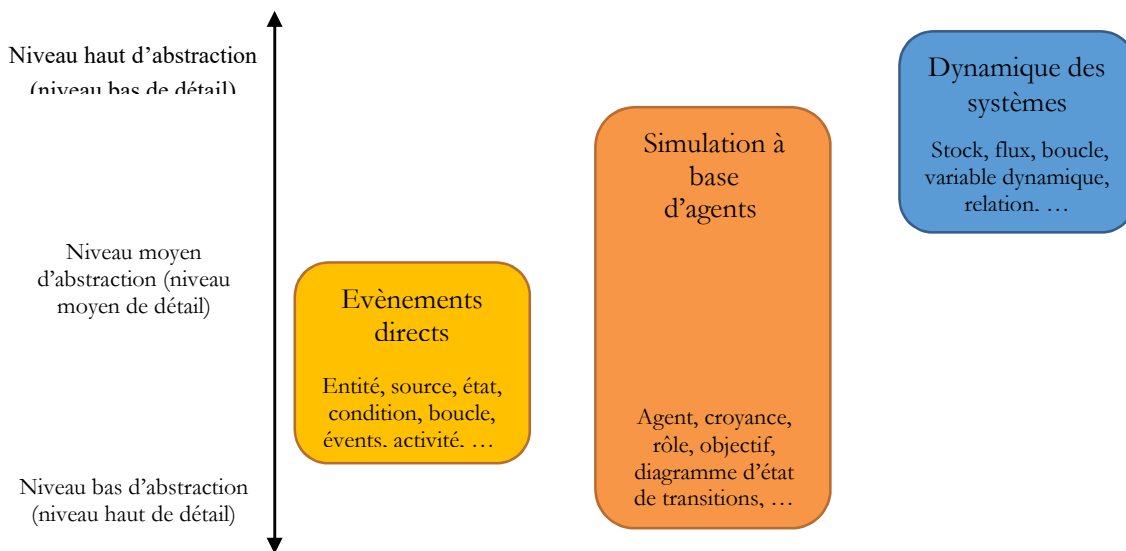 Niveau haut d’abstraction
(niveau bas de détail)
Niveau moyen
d’abstraction (niveau
moyen de détail)
Niveau bas d’abstraction
(niveau haut de détail)
Evènements
directs
Entité, source, état,
condition, boucle,
évents, activité, …
Simulation à
base
d’agents
Agent, croyance,
rôle, objectif,
diagramme d’état
de transitions, …
Dynamique des
systèmes
Stock, flux, boucle,
variable dynamique,
relation, …